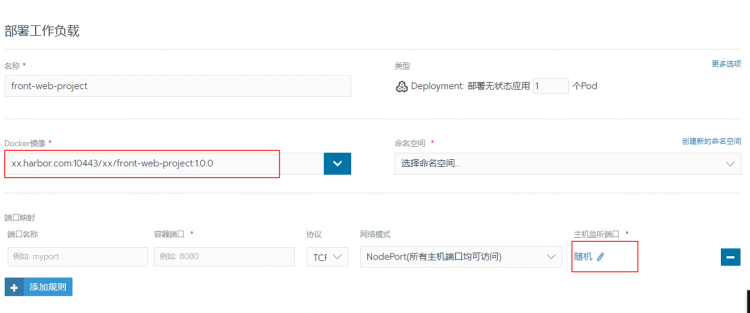 部署工作负载
名称 * 类型 更多选项
front-web-project Deployment: 部署无状态应用 1 个Pod
Docker镜像 * 命名空间 * 创建新的命名空间
xx.harbor.com:10443/xx/front-web-project:1.0.0 选择命名空间...
端口映射
端口名称 容器端口 * 协议 网络模式 主机监听端口 *
例如: myport 例如: 8080 TCP NodePort(所有主机端口均可访问) 随机
+ 添加规则